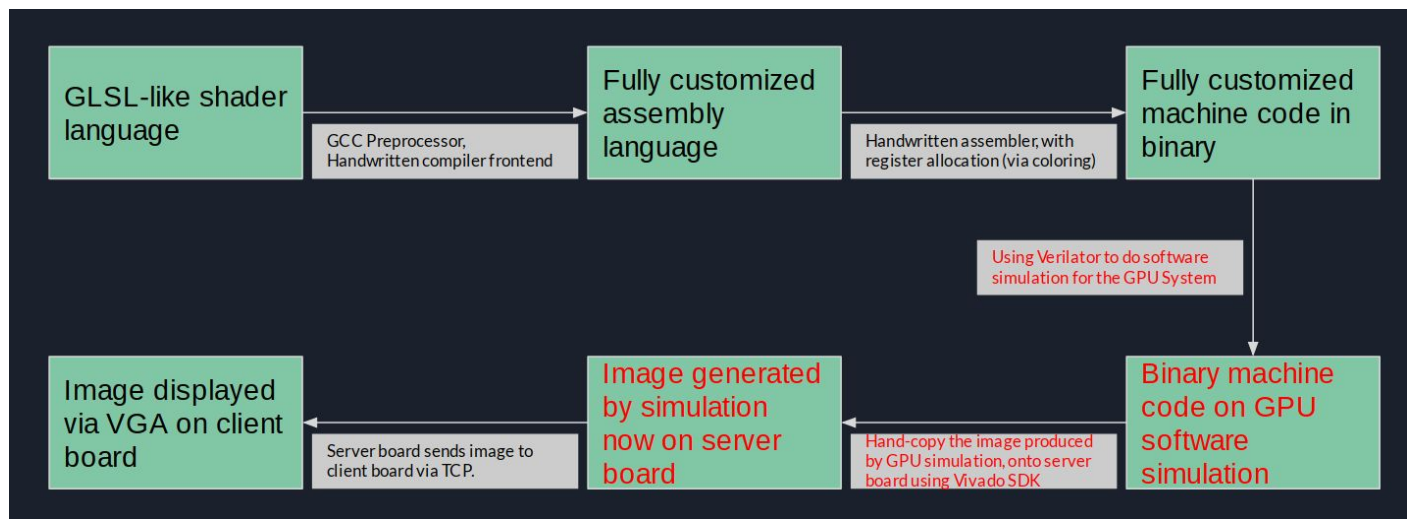 GLSL-like shader
language
GCC Preprocessor,
Handwritten compiler frontend
Fully customized
assembly
language
Handwritten assembler, with
register allocation (via coloring)
Fully customized
machine code in
binary
Using Verilator to do software
simulation for the GPU System
Binary machine
code on GPU
software
simulation
Hand-copy the image produced
by GPU simulation, onto server
board using Vivado SDK
Image generated
by simulation
now on server
board
Server board sends image to
client board via TCP.
Image displayed
via VGA on client
board